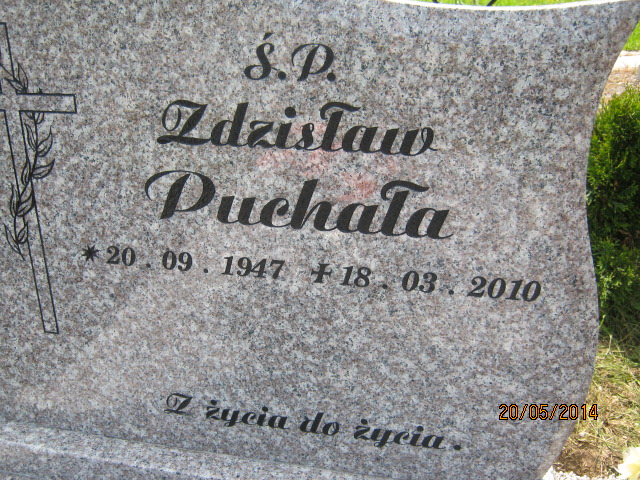 Ś.P.
Zdzisław
Puchała
* 20.09.1947 ✝ 18.03.2010
Z życia do życia.
20/05/2014